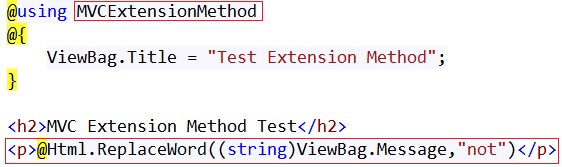 @using MVCExtensionMethod
@{
    ViewBag.Title = "Test Extension Method";
}
<h2>MVC Extension Method Test</h2>
<p>@Html.ReplaceWord((string)ViewBag.Message,"not")</p>